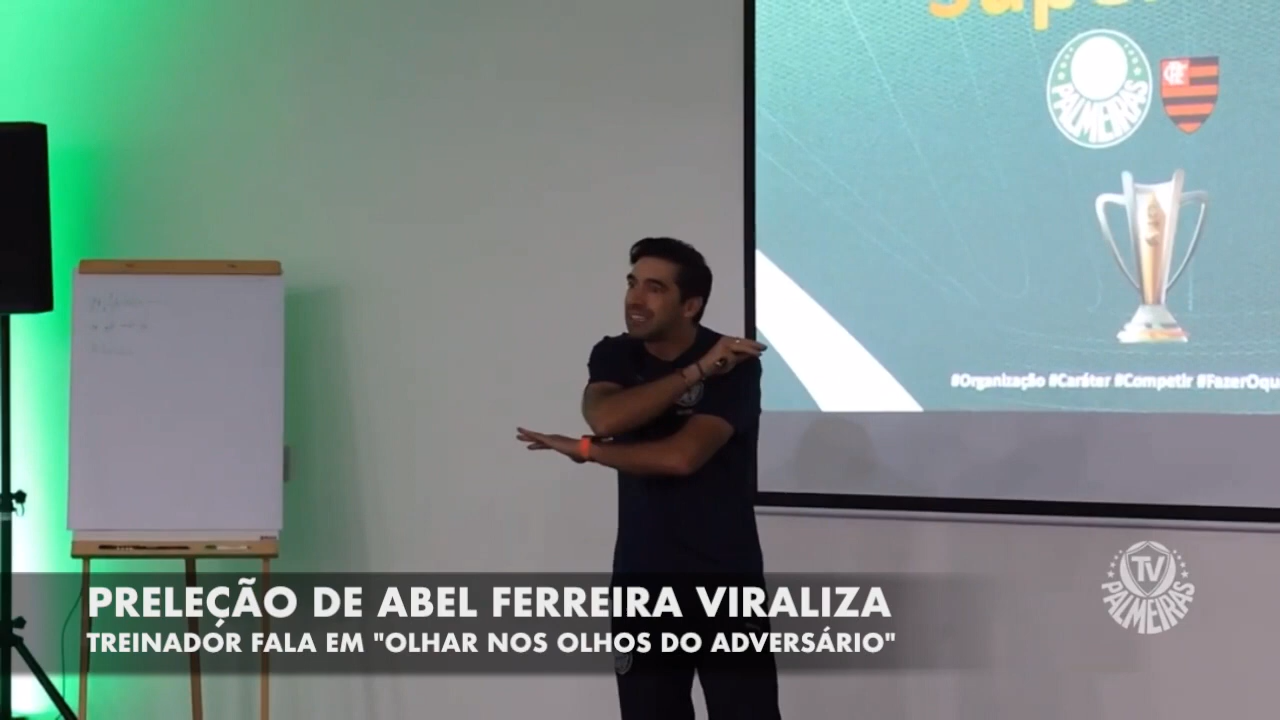 PALMEIRAS
#Organização #Caráter #Competir
PRELEÇÃO DE ABEL FERREIRA VIRALIZA
TREINADOR FALA EM "OLHAR NOS OLHOS DO ADVERSÁRIO"
TV
PALMEIRAS